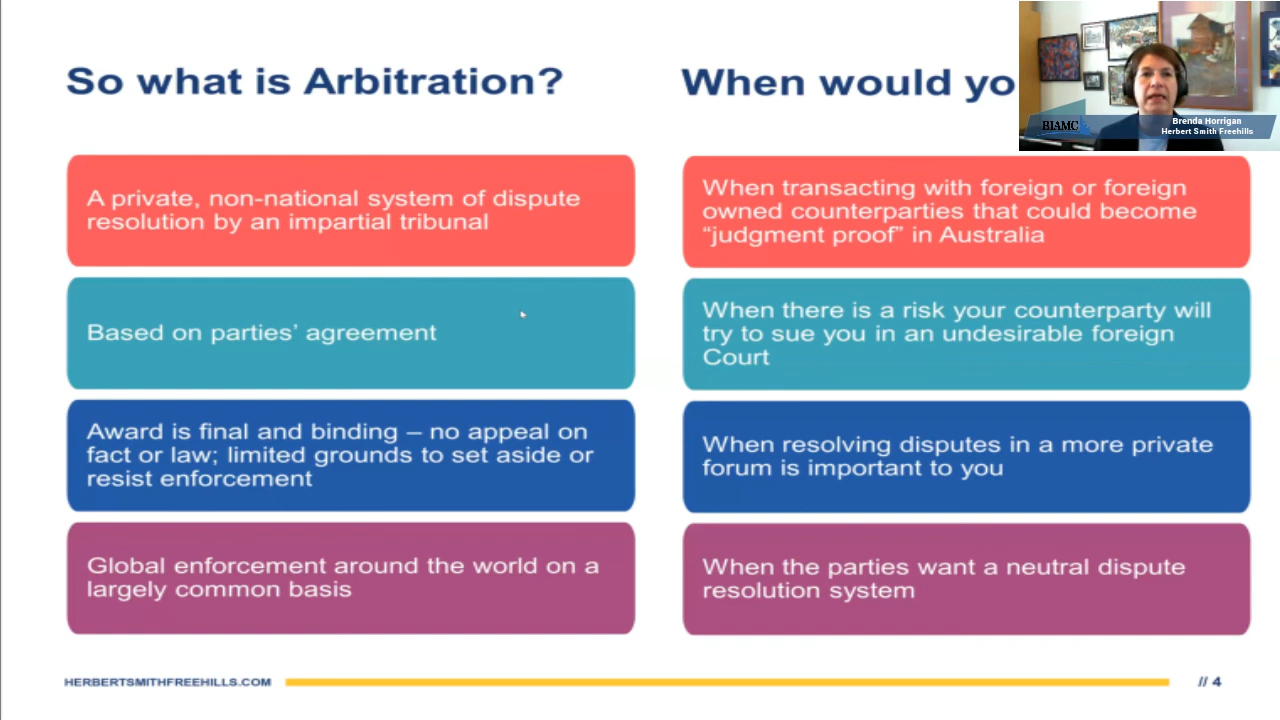 So what is Arbitration?
A private, non-national system of dispute
resolution by an impartial tribunal
Based on parties’ agreement
Award is final and binding – no appeal on
fact or law; limited grounds to set aside or
resist enforcement
Global enforcement around the world on a
largely common basis
When would yo
When transacting with foreign or foreign
owned counterparties that could become
“judgment proof” in Australia
When there is a risk your counterparty will
try to sue you in an undesirable foreign
Court
When resolving disputes in a more private
forum is important to you
When the parties want a neutral dispute
resolution system
BIAMC
Brenda Horrigan
Herbert Smith Freehills
HERBERTSMITHFREEHILLS.COM
// 4